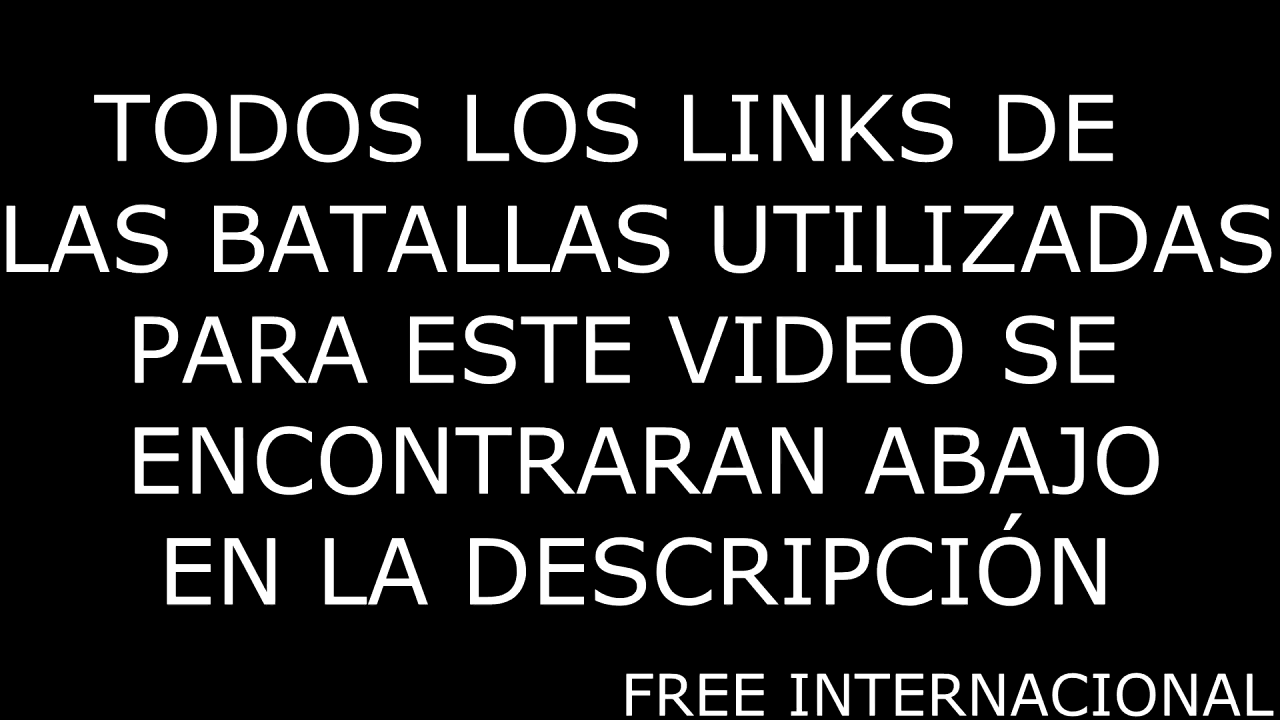 TODOS LOS LINKS DE
LAS BATALLAS UTILIZADAS
PARA ESTE VIDEO SE
ENCONTRARAN ABAJO
EN LA DESCRIPCIÓN
FREE INTERNACIONAL